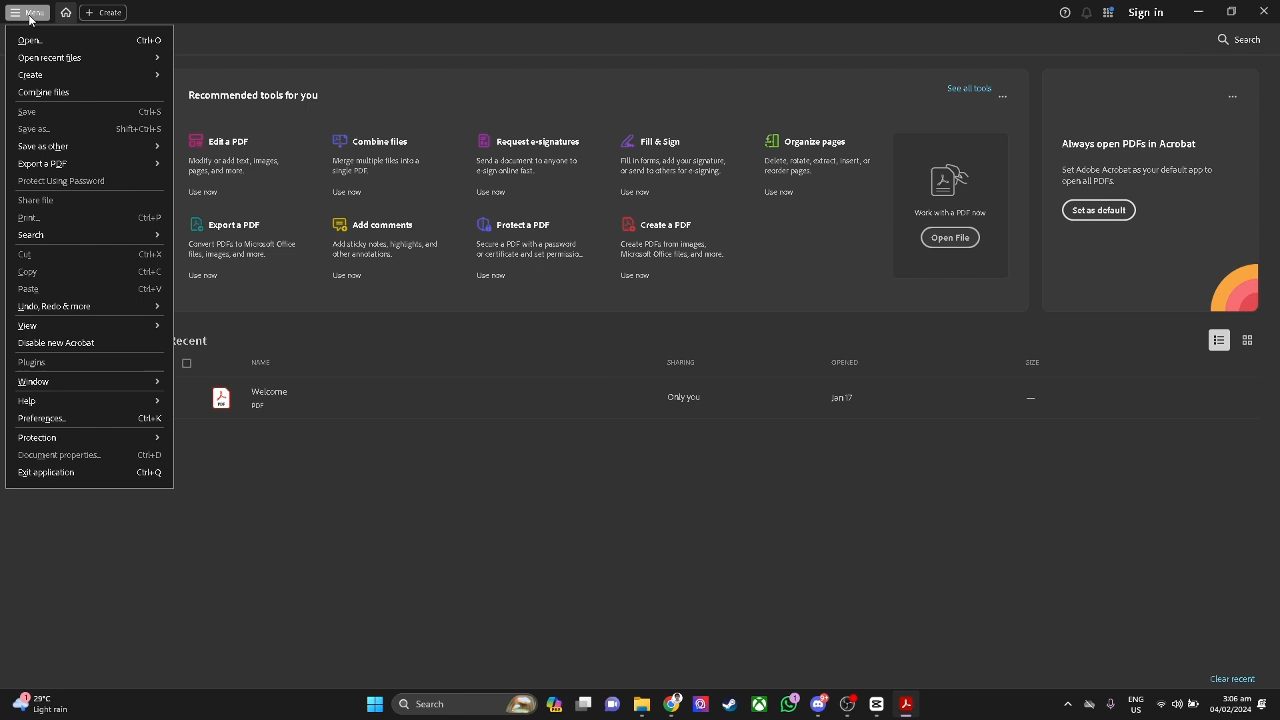 Menu
Create
Sign in
Open... Ctrl+O
Open recent files
Create
Combine files
Save Ctrl+S
Save as... Shift+Ctrl+S
Save as other
Export a PDF
Protect Using Password
Share file
Print... Ctrl+P
Search
Cut Ctrl+X
Copy Ctrl+C
Paste Ctrl+V
Undo, Redo & more
View
Disable new Acrobat
Plugins
Window
Help
Preferences... Ctrl+K
Protection
Document properties... Ctrl+D
Exit application Ctrl+Q
Search
Recommended tools for you
See all tools
Edit a PDF
Modify or add text, images,
pages, and more.
Use now
Combine files
Merge multiple files into a
single PDF.
Use now
Request e-signatures
Send a document to anyone to
e-sign online fast.
Use now
Fill & Sign
Fill in forms, add your signature,
or send to others for e-signing.
Use now
Organize pages
Delete, rotate, extract, insert, or
reorder pages.
Use now
Export a PDF
Convert PDFs to Microsoft Office
files, images, and more.
Use now
Add comments
Add sticky notes, highlights, and
other annotations.
Use now
Protect a PDF
Secure a PDF with a password
or certificate and set permissio...
Use now
Create a PDF
Create PDFs from images,
Microsoft Office files, and more.
Use now
Work with a PDF now
Open File
Always open PDFs in Acrobat
Set Adobe Acrobat as your default app to
open all PDFs.
Set as default
Recent
NAME SHARING OPENED SIZE
Welcome Only you Jan 17 —
PDF
Clear recent
1
29°C
Light rain
Search
1
9+
ENG
US
3:06 am
04/02/2024